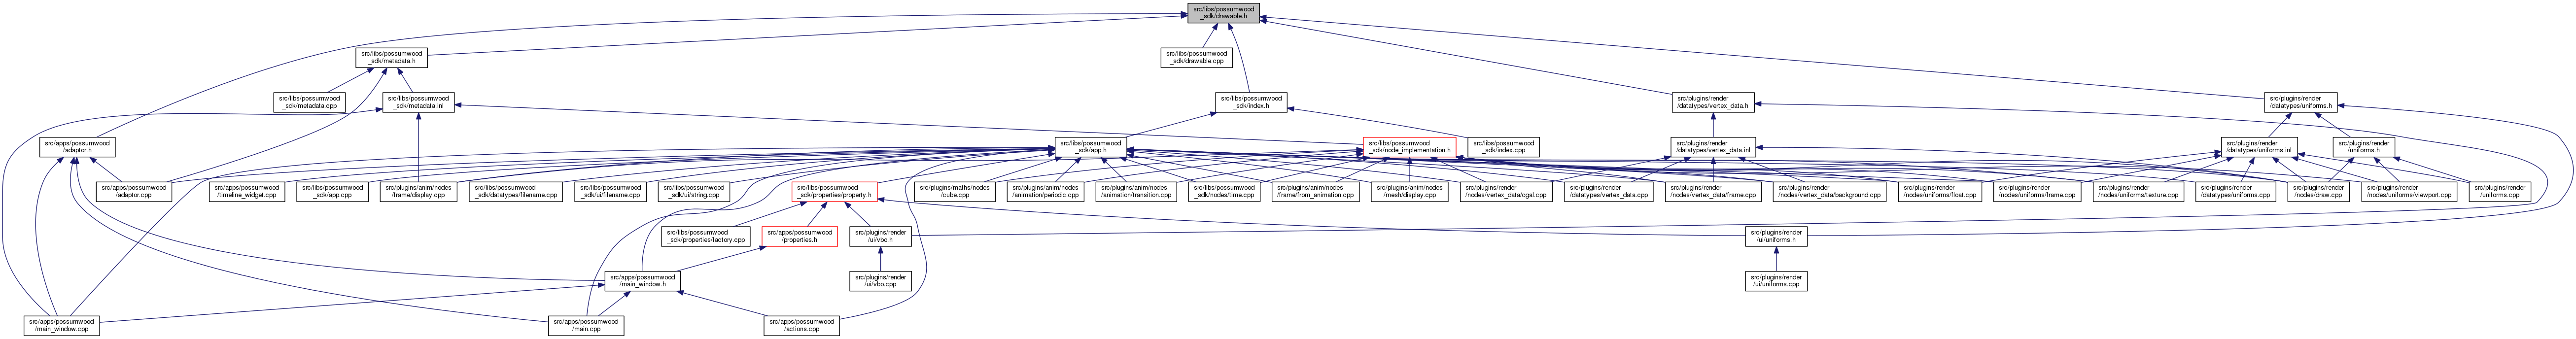 src/libs/possumwood
_sdk/drawable.h
src/libs/possumwood
_sdk/metadata.h
src/libs/possumwood
_sdk/drawable.cpp
src/libs/possumwood
_sdk/metadata.cpp
src/libs/possumwood
_sdk/metadata.inl
src/libs/possumwood
_sdk/index.h
src/plugins/render
/datatypes/vertex_data.h
src/plugins/render
/datatypes/uniforms.h
src/apps/possumwood
/adaptor.h
src/libs/possumwood
_sdk/app.h
src/libs/possumwood
_sdk/node_implementation.h
src/libs/possumwood
_sdk/index.cpp
src/plugins/render
/datatypes/vertex_data.inl
src/plugins/render
/datatypes/uniforms.inl
src/plugins/render
/uniforms.h
src/apps/possumwood
/adaptor.cpp
src/apps/possumwood
/timeline_widget.cpp
src/libs/possumwood
_sdk/app.cpp
src/plugins/anim/nodes
/frame/display.cpp
src/libs/possumwood
_sdk/datatypes/filename.cpp
src/libs/possumwood
_sdk/ui/filename.cpp
src/libs/possumwood
_sdk/ui/string.cpp
src/libs/possumwood
_sdk/properties/property.h
src/plugins/maths/nodes
/cube.cpp
src/plugins/anim/nodes
/animation/periodic.cpp
src/plugins/anim/nodes
/animation/transition.cpp
src/libs/possumwood
_sdk/nodes/time.cpp
src/plugins/anim/nodes
/frame/from_animation.cpp
src/plugins/anim/nodes
/mesh/display.cpp
src/plugins/render
/nodes/vertex_data/cgal.cpp
src/plugins/render
/datatypes/vertex_data.cpp
src/plugins/render
/nodes/vertex_data/frame.cpp
src/plugins/render
/nodes/vertex_data/background.cpp
src/plugins/render
/nodes/uniforms/float.cpp
src/plugins/render
/nodes/uniforms/frame.cpp
src/plugins/render
/nodes/uniforms/texture.cpp
src/plugins/render
/datatypes/uniforms.cpp
src/plugins/render
/nodes/draw.cpp
src/plugins/render
/nodes/uniforms/viewport.cpp
src/plugins/render
/uniforms.cpp
src/libs/possumwood
_sdk/properties/factory.cpp
src/apps/possumwood
/properties.h
src/plugins/render
/ui/vbo.h
src/plugins/render
/ui/uniforms.h
src/apps/possumwood
/main_window.h
src/plugins/render
/ui/vbo.cpp
src/plugins/render
/ui/uniforms.cpp
src/apps/possumwood
/main_window.cpp
src/apps/possumwood
/main.cpp
src/apps/possumwood
/actions.cpp